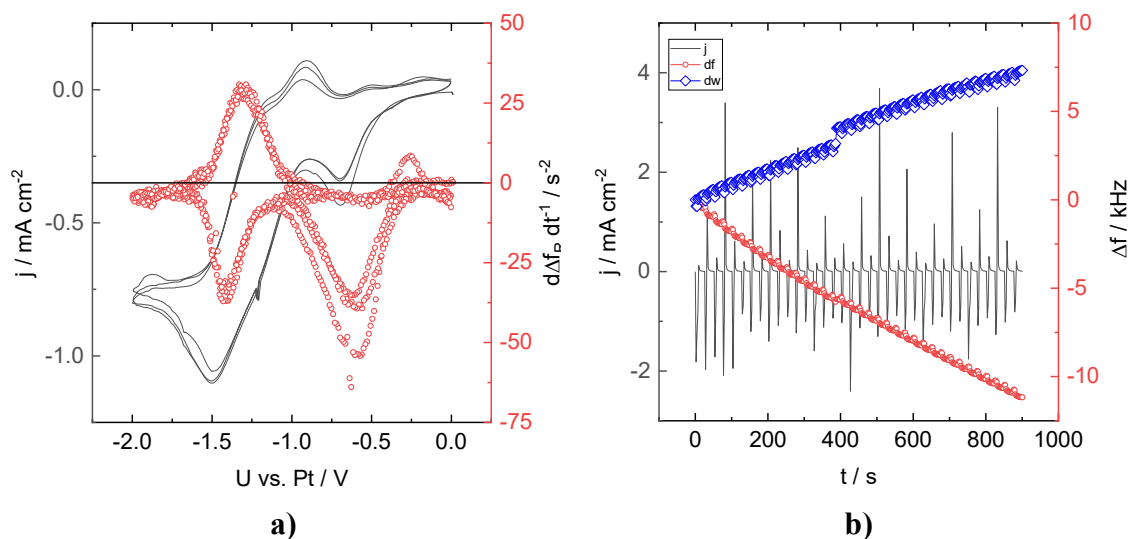 0.0
-0.5
-1.0
j / mA cm-2
50
25
0
-25
-50
-75
dΔf dt-1 / s-2
-2.0 -1.5 -1.0 -0.5 0.0
U vs. Pt / V
a)
j
df
dw
4
2
0
-2
j / mA cm-2
10
5
0
-5
-10
Δf / kHz
0 200 400 600 800 1000
t / s
b)